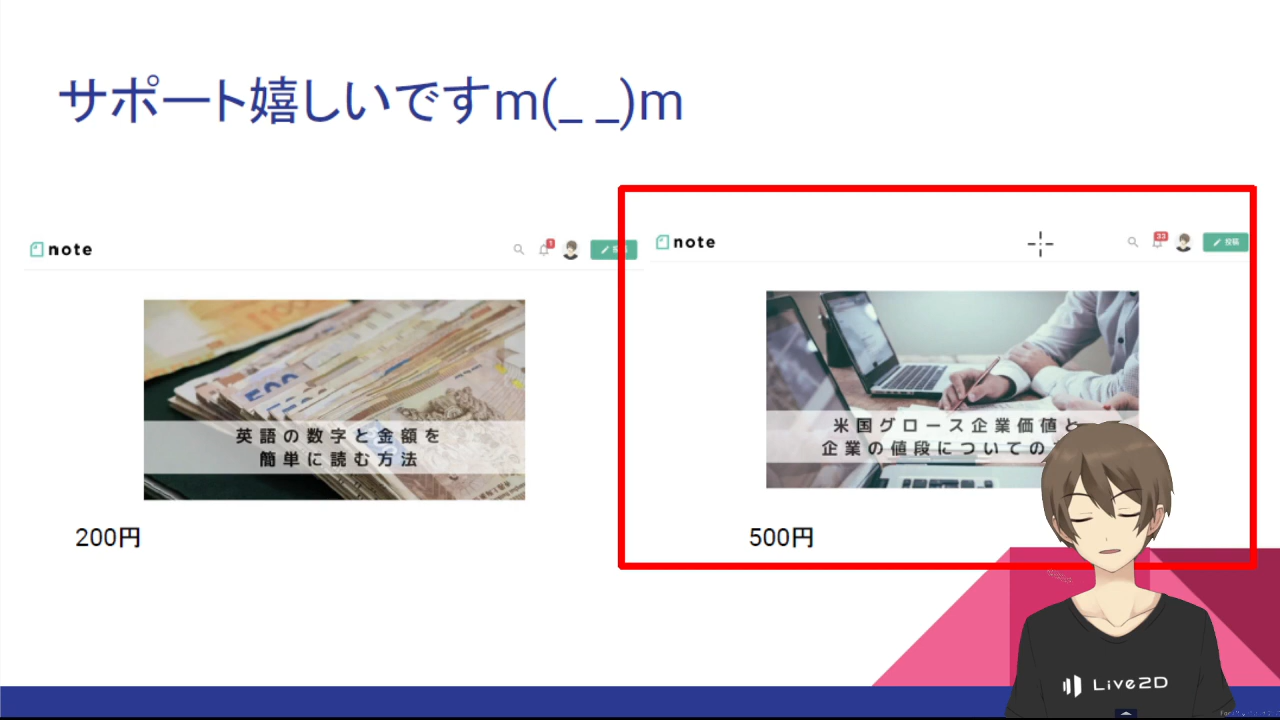 サポート嬉しいですm(_ _)m
note
1
英語の数字と金額を
簡単に読む方法
200円
note
33
投稿
米国グロース企業価値と
企業の値段についての
500円
Live2D